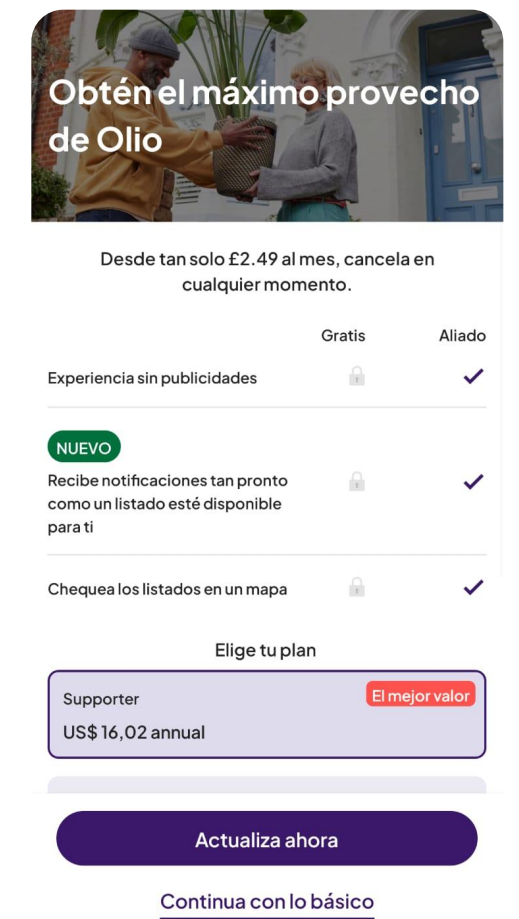 Obtén el máximo provecho
de Olio
Desde tan solo £2.49 al mes, cancela en
cualquier momento.
Gratis Aliado
Experiencia sin publicidades
NUEVO
Recibe notificaciones tan pronto
como un listado esté disponible
para ti
Chequea los listados en un mapa
Elige tu plan
Supporter El mejor valor
US$ 16,02 annual
Actualiza ahora
Continua con lo básico